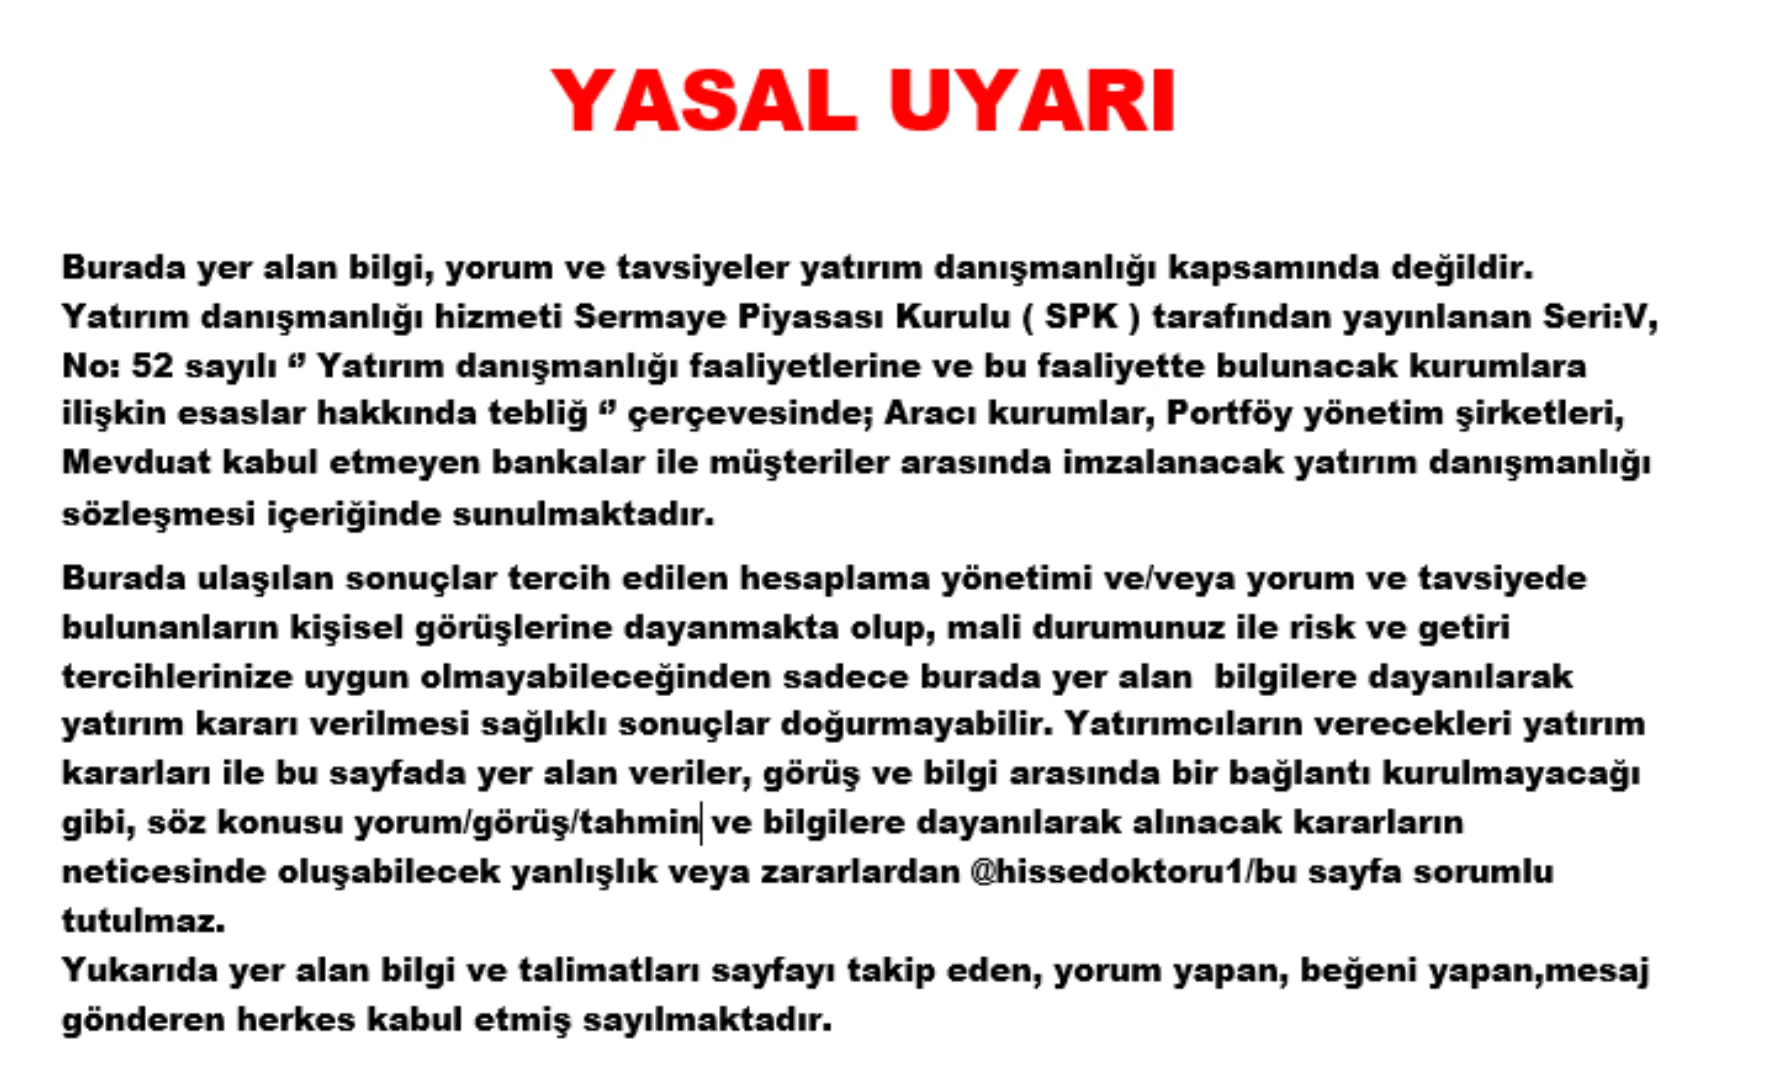 YASAL UYARI
Burada yer alan bilgi, yorum ve tavsiyeler yatırım danışmanlığı kapsamında değildir.
Yatırım danışmanlığı hizmeti Sermaye Piyasası Kurulu ( SPK ) tarafından yayınlanan Seri:V,
No: 52 sayılı ‘’ Yatırım danışmanlığı faaliyetlerine ve bu faaliyette bulunacak kurumlara
ilişkin esaslar hakkında tebliğ ‘’ çerçevesinde; Aracı kurumlar, Portföy yönetim şirketleri,
Mevduat kabul etmeyen bankalar ile müşteriler arasında imzalanacak yatırım danışmanlığı
sözleşmesi içeriğinde sunulmaktadır.
Burada ulaşılan sonuçlar tercih edilen hesaplama yönetimi ve/veya yorum ve tavsiyede
bulunanların kişisel görüşlerine dayanmakta olup, mali durumunuz ile risk ve getiri
tercihlerinize uygun olmayabileceğinden sadece burada yer alan  bilgilere dayanılarak
yatırım kararı verilmesi sağlıklı sonuçlar doğurmayabilir. Yatırımcıların verecekleri yatırım
kararları ile bu sayfada yer alan veriler, görüş ve bilgi arasında bir bağlantı kurulmayacağı
gibi, söz konusu yorum/görüş/tahmin ve bilgilere dayanılarak alınacak kararların
neticesinde oluşabilecek yanlışlık veya zararlardan @hissedoktoru1/bu sayfa sorumlu
tutulmaz.
Yukarıda yer alan bilgi ve talimatları sayfayı takip eden, yorum yapan, beğeni yapan,mesaj
gönderen herkes kabul etmiş sayılmaktadır.